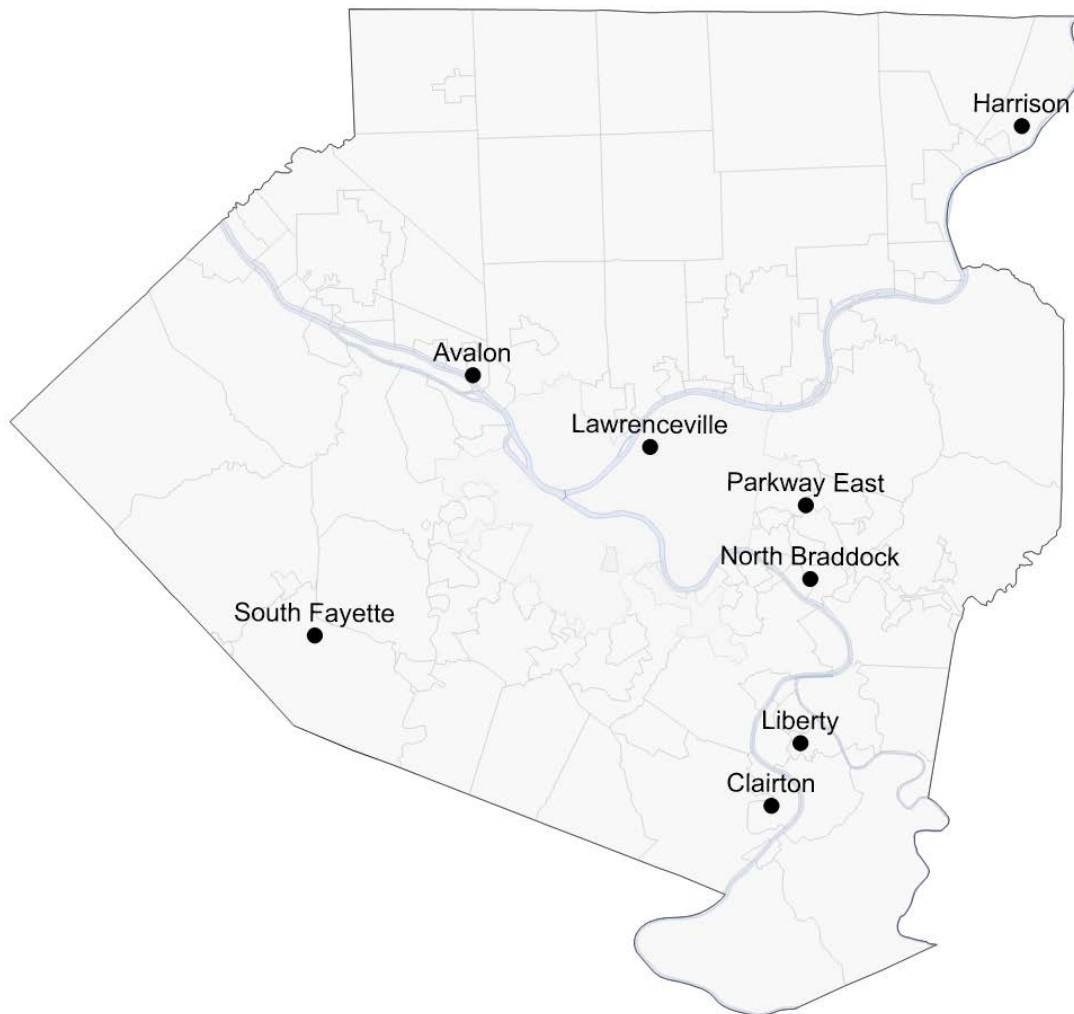 Harrison
Avalon
Lawrenceville
Parkway East
North Braddock
South Fayette
Liberty
Clairton